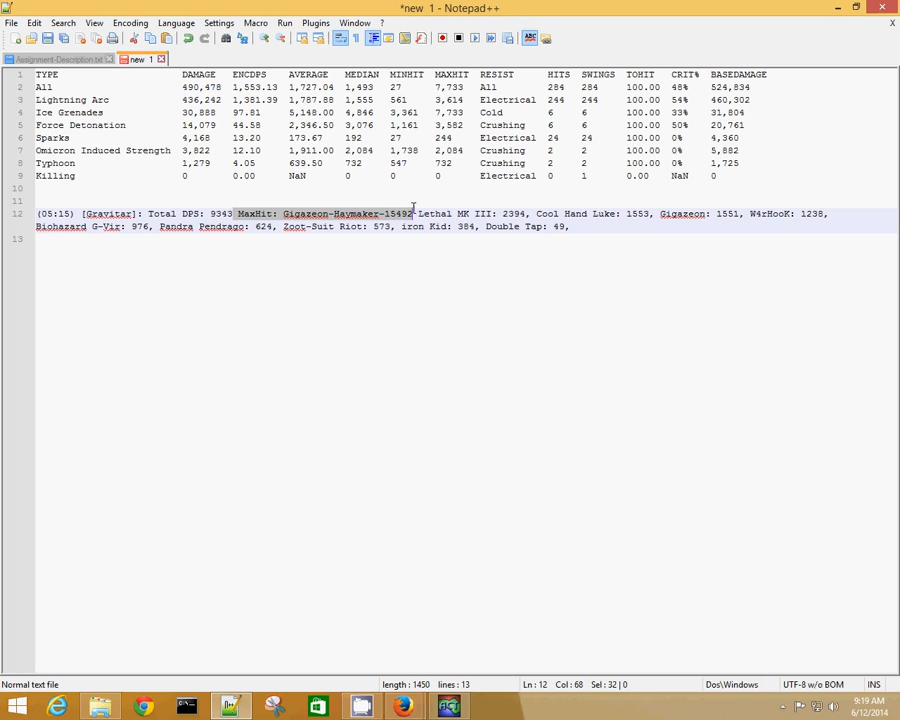 *new 1 - Notepad++
File Edit Search View Encoding Language Settings Macro Run Plugins Window ? X
Assignment-Description.txt new 1
1 TYPE DAMAGE ENCDPS AVERAGE MEDIAN MINHIT MAXHIT RESIST HITS SWINGS TOHIT CRIT% BASEDAMAGE
2 All 490,478 1,553.13 1,727.04 1,493 27 7,733 All 284 284 100.00 48% 524,834
3 Lightning Arc 436,242 1,381.39 1,787.88 1,555 561 3,614 Electrical 244 244 100.00 54% 460,302
4 Ice Grenades 30,888 97.81 5,148.00 4,846 3,361 7,733 Cold 6 6 100.00 33% 31,804
5 Force Detonation 14,079 44.58 2,346.50 3,076 1,161 3,582 Crushing 6 6 100.00 50% 20,761
6 Sparks 4,168 13.20 173.67 192 27 244 Electrical 24 24 100.00 0% 4,360
7 Omicron Induced Strength 3,822 12.10 1,911.00 2,084 1,738 2,084 Crushing 2 2 100.00 0% 5,882
8 Typhoon 1,279 4.05 639.50 732 547 732 Crushing 2 2 100.00 0% 1,725
9 Killing 0 0.00 NaN 0 0 0 Electrical 0 1 0.00 NaN 0
10
11
12 (05:15) [Gravitar]: Total DPS: 9343 MaxHit: Gigazeon-Haymaker-15492-Lethal MK III: 2394, Cool Hand Luke: 1553, Gigazeon: 1551, W4rHooK: 1238,
Biohazard G-Vir: 976, Pandra Pendrago: 624, Zoot-Suit Riot: 573, iron Kid: 384, Double Tap: 49,
13
Normal text file length : 1450 lines : 13 Ln : 12 Col : 68 Sel : 32 | 0 Dos\Windows UTF-8 w/o BOM INS
9:19 AM
6/12/2014